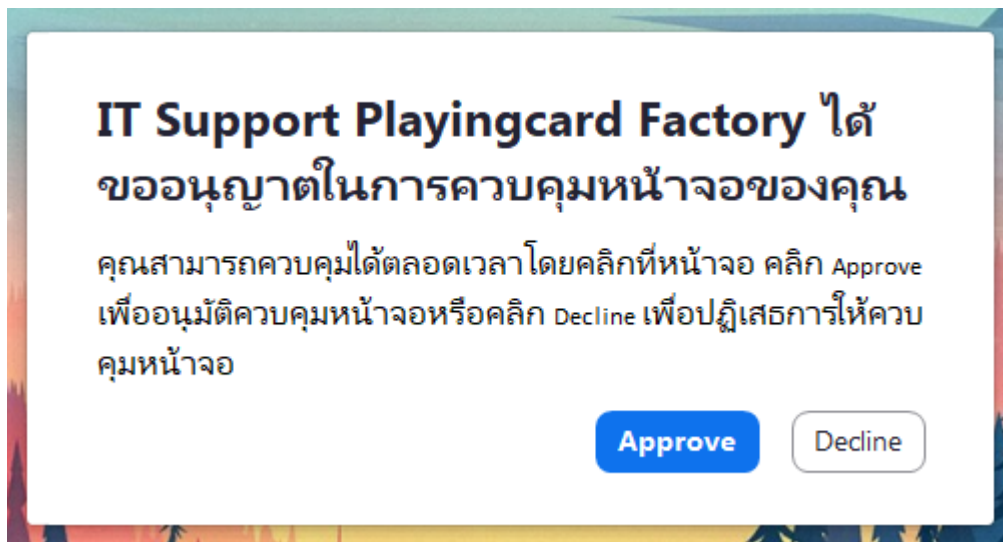 IT Support Playingcard Factory ได้
ขออนุญาตในการควบคุมหน้าจอของคุณ
คุณสามารถควบคุมได้ตลอดเวลาโดยคลิกที่หน้าจอ คลิก Approve
เพื่ออนุมัติควบคุมหน้าจอหรือคลิก Decline เพื่อปฏิเสธการให้ควบ
คุมหน้าจอ
Approve Decline